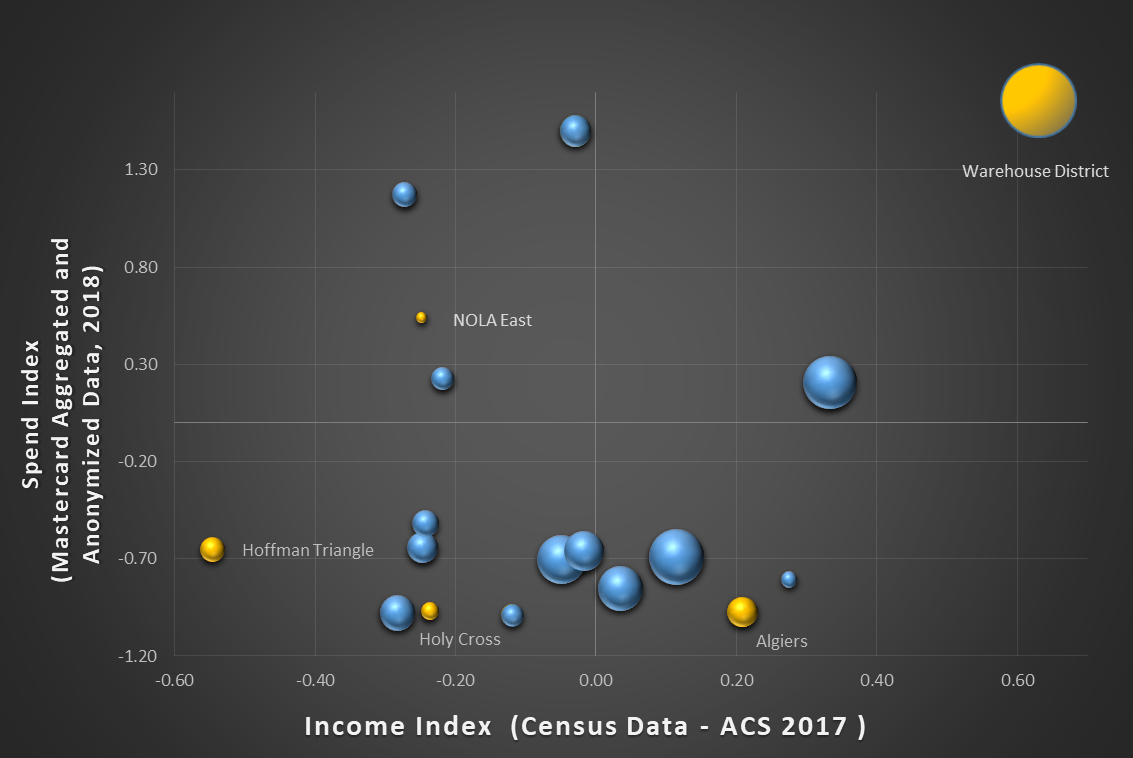 Warehouse District
1.30
0.80
NOLA East
0.30
-0.20
Hoffman Triangle
-0.70
Holy Cross
Algiers
-1.20
-0.60
-0.40
-0.20
0.00
0.20
0.40
0.60
Spend Index
(Mastercard Aggregated and
Anonymized Data, 2018)
Income Index (Census Data - ACS 2017 )